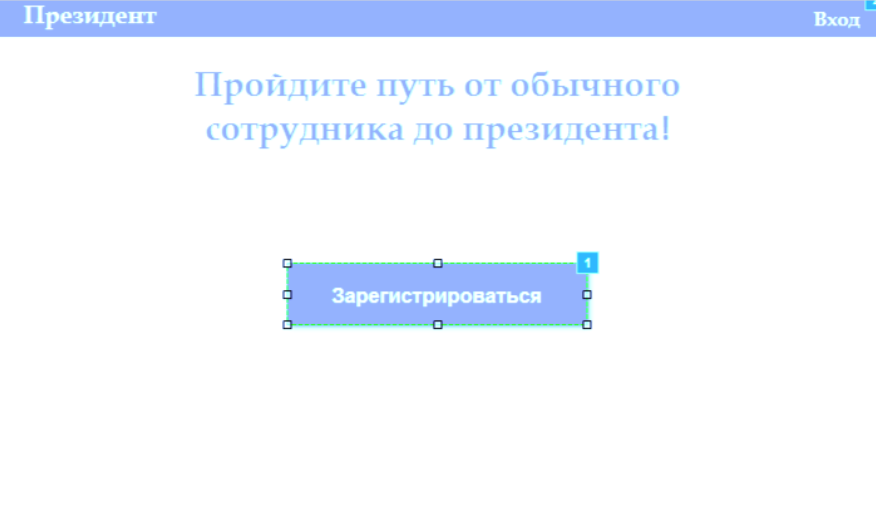 Президент
Вход
Пройдите путь от обычного
сотрудника до президента!
1
Зарегистрироваться